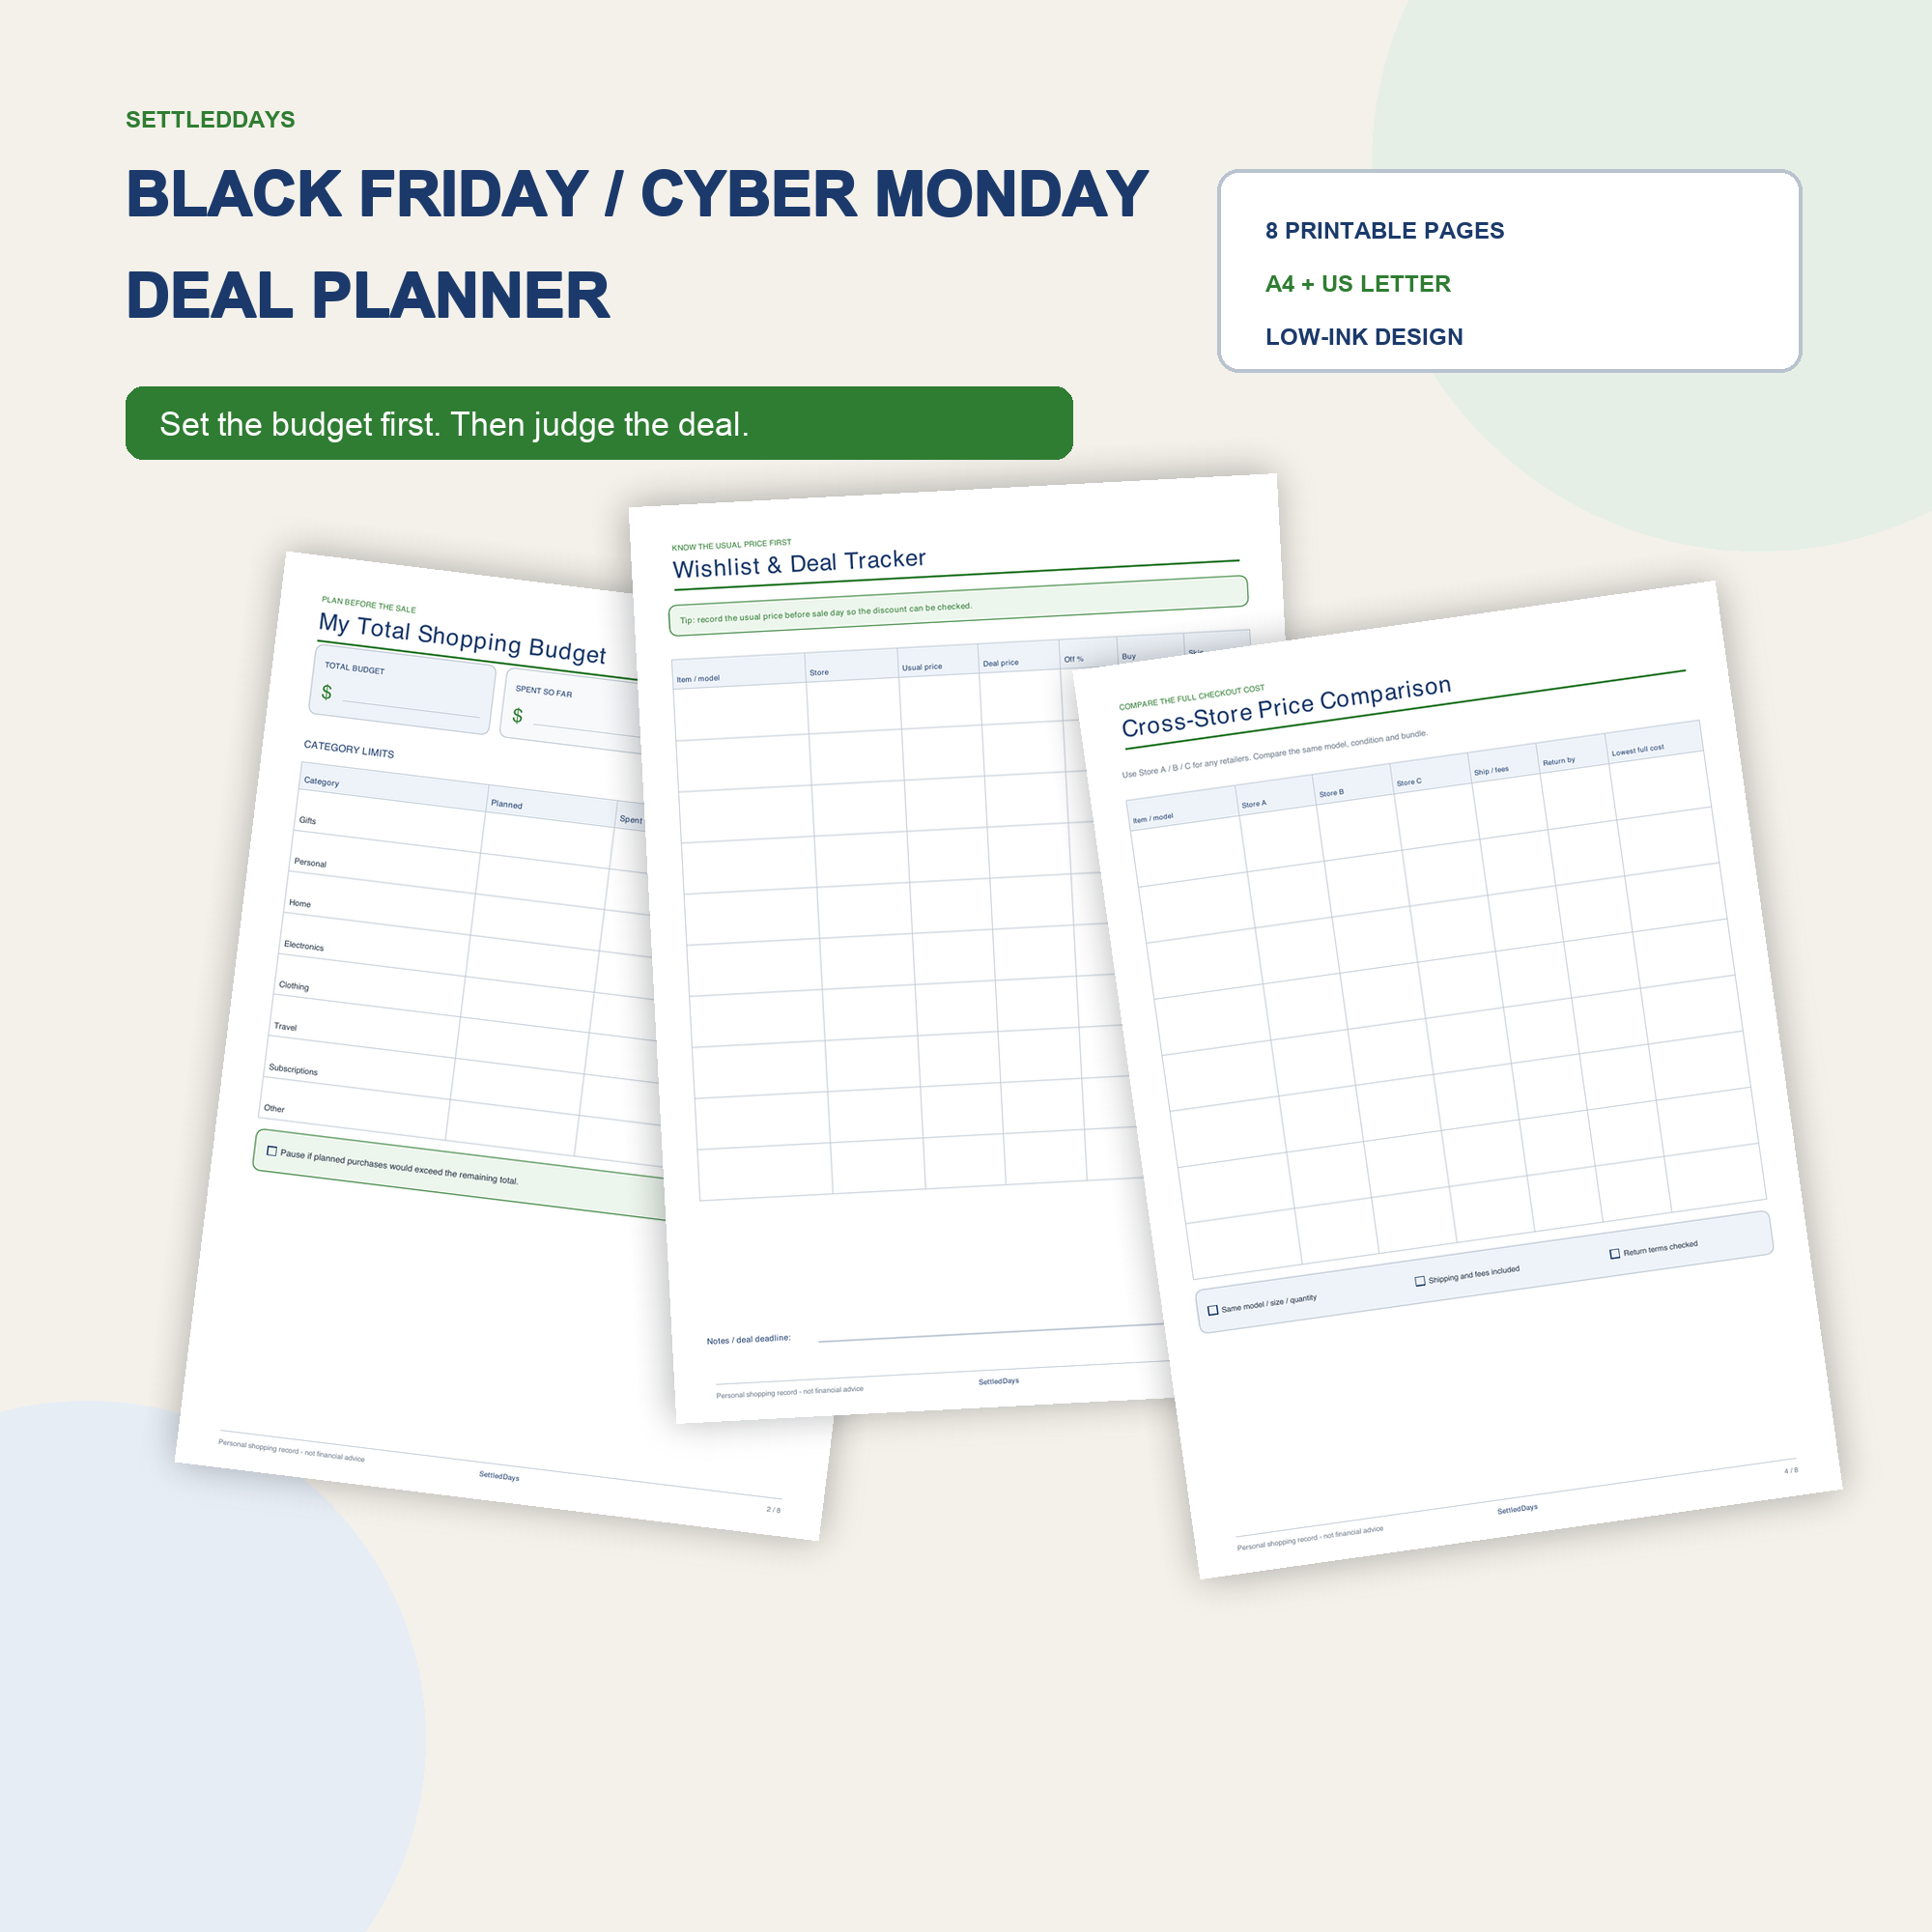 SETTLEDDAYS
BLACK FRIDAY / CYBER MONDAY
DEAL PLANNER
8 PRINTABLE PAGES
A4 + US LETTER
LOW-INK DESIGN
Set the budget first. Then judge the deal.
PLAN BEFORE THE SALE
My Total Shopping Budget
TOTAL BUDGET
$
SPENT SO FAR
$
CATEGORY LIMITS
Category Planned Spent
Gifts
Personal
Home
Electronics
Clothing
Travel
Subscriptions
Other
Pause if planned purchases would exceed the remaining total.
Personal shopping record - not financial advice SettledDays 2 / 8
KNOW THE USUAL PRICE FIRST
Wishlist & Deal Tracker
Tip: record the usual price before sale day so the discount can be checked.
Item / model Store Usual price Deal price Off % Buy
Notes / deal deadline:
Personal shopping record - not financial advice SettledDays
COMPARE THE FULL CHECKOUT COST
Cross-Store Price Comparison
Use Store A / B / C for any retailers. Compare the same model, condition and bundle.
Item / model Store A Store B Store C Ship / fees Return by Lowest full cost
Same model / size / quantity Shipping and fees included Return terms checked
Personal shopping record - not financial advice SettledDays 4 / 8